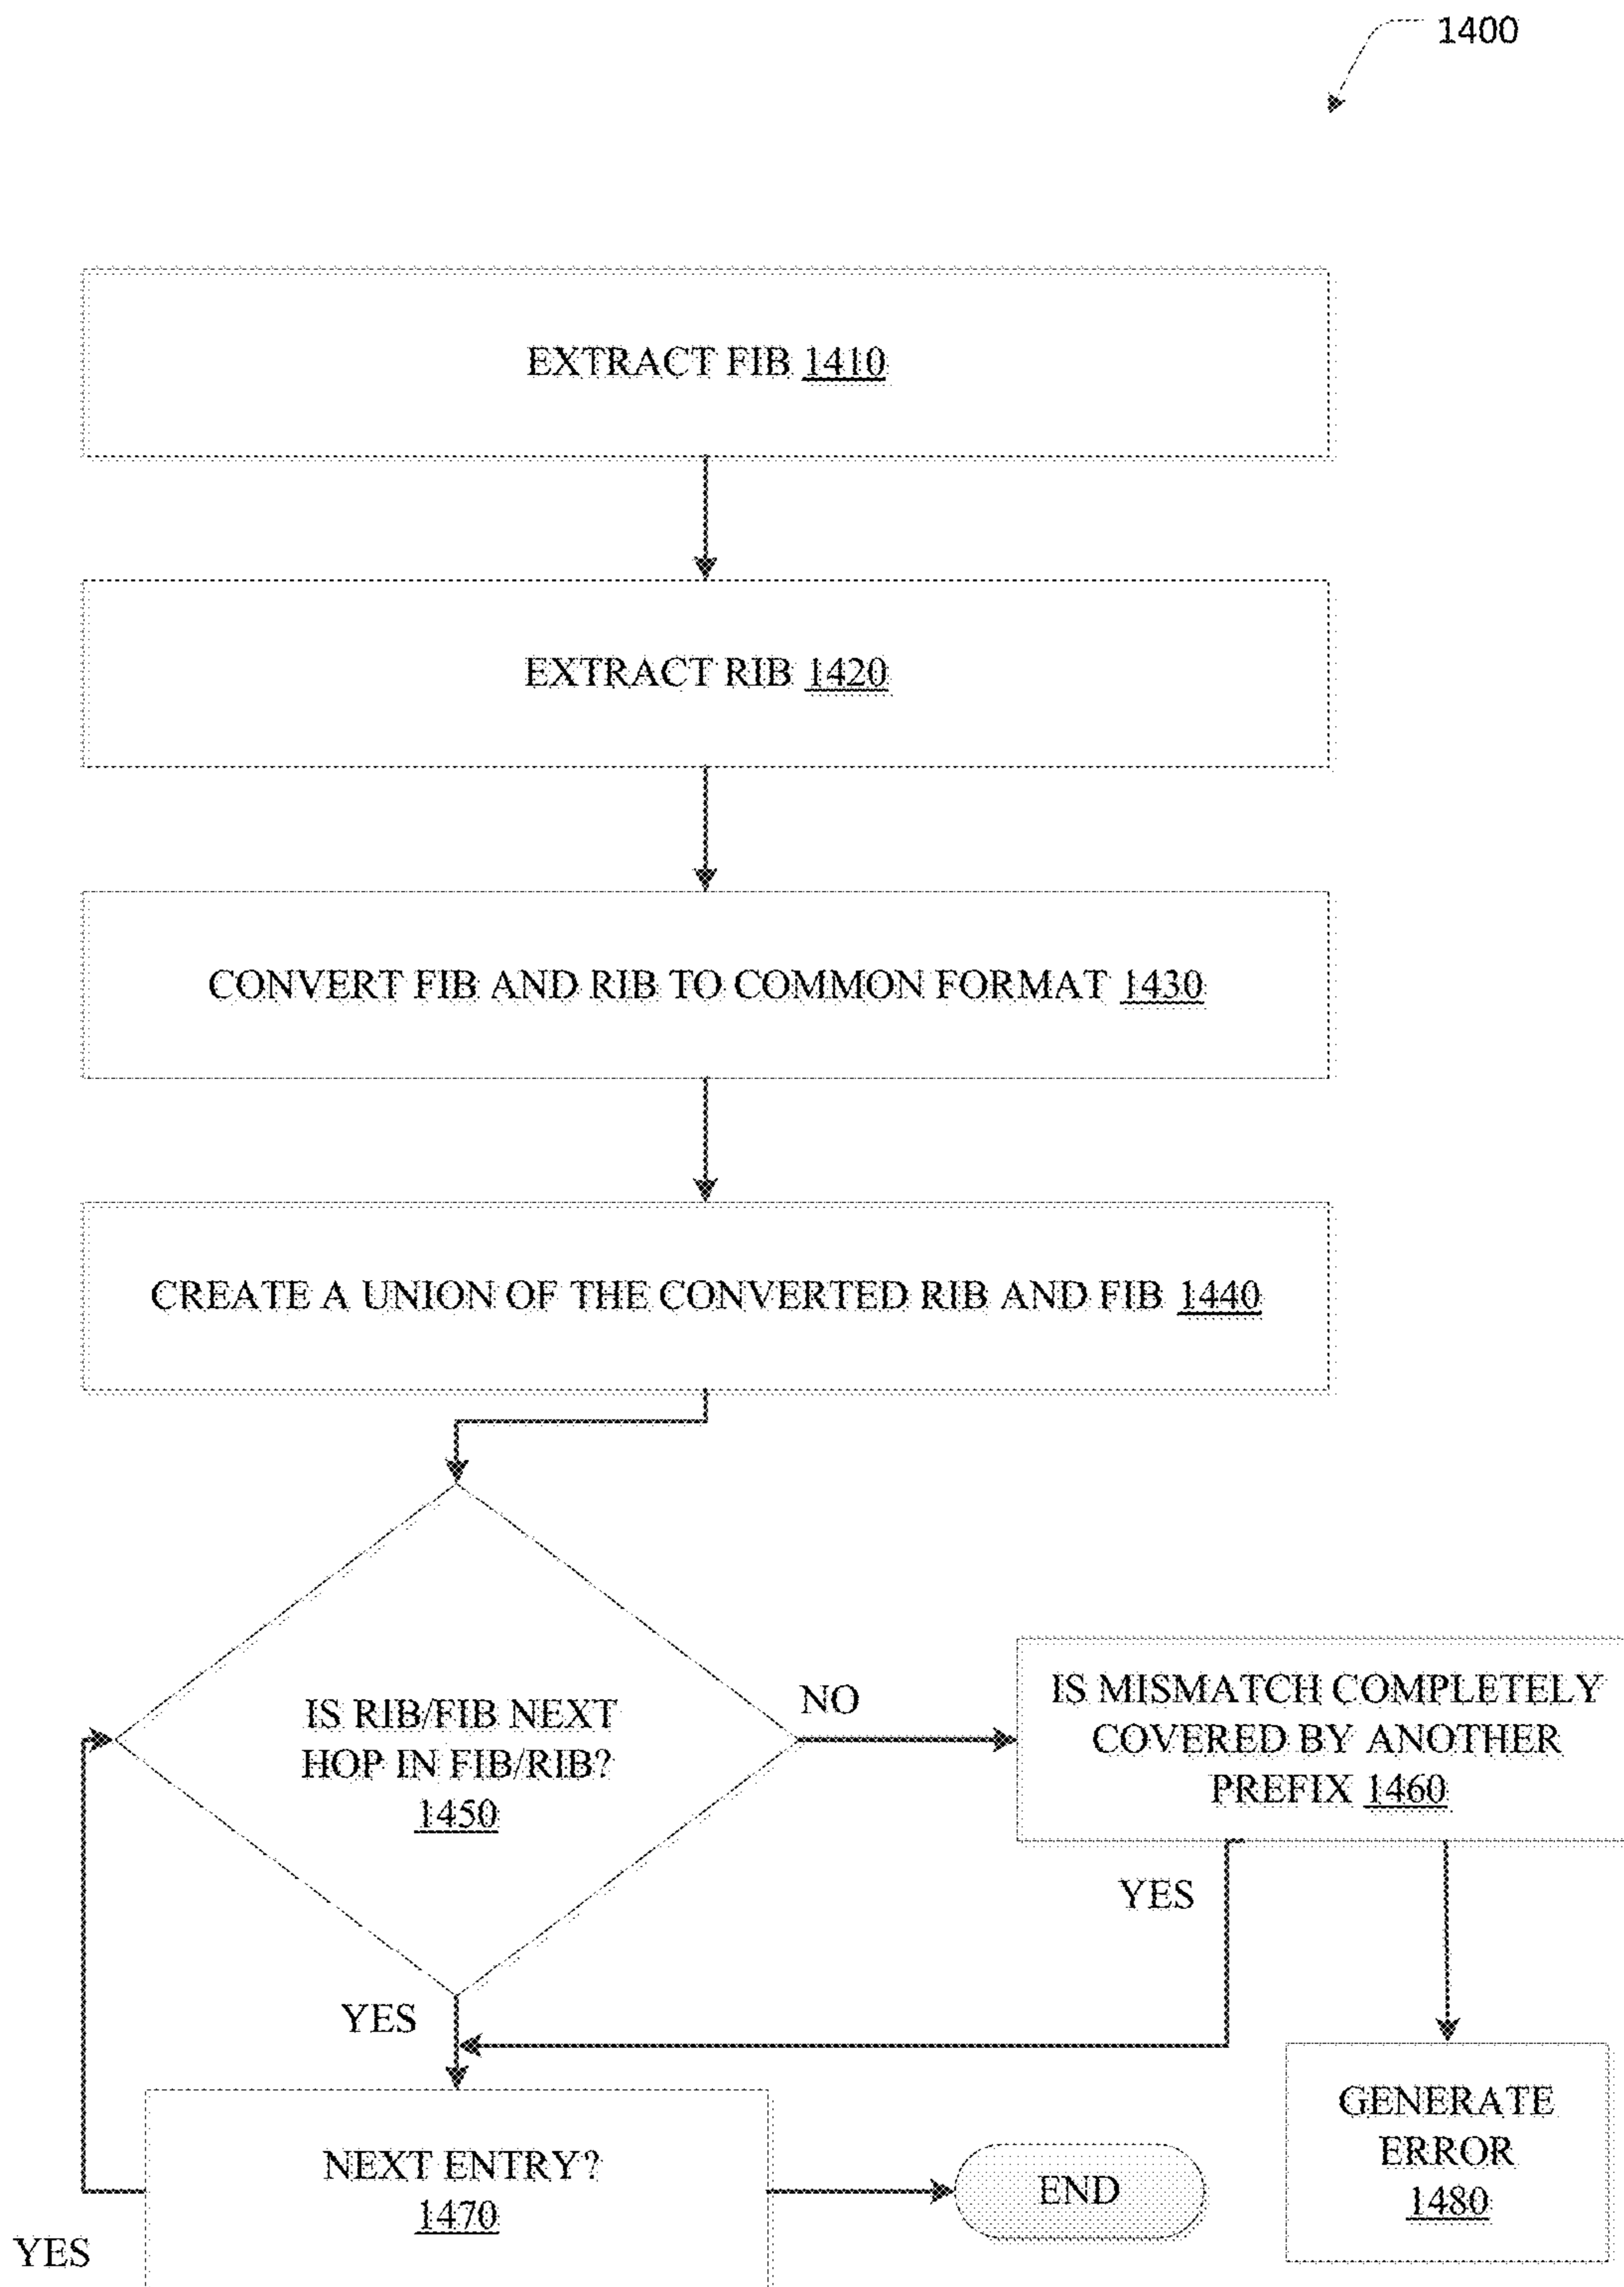 1400
EXTRACT FIB 1410
EXTRACT RIB 1420
CONVERT FIB AND RIB TO COMMON FORMAT 1430
CREATE A UNION OF THE CONVERTED RIB AND FIB 1440
IS RIB/FIB NEXT
HOP IN FIB/RIB?
1450
NO
IS MISMATCH COMPLETELY
COVERED BY ANOTHER
PREFIX 1460
YES
YES
NEXT ENTRY?
1470
YES
END
GENERATE
ERROR
1480